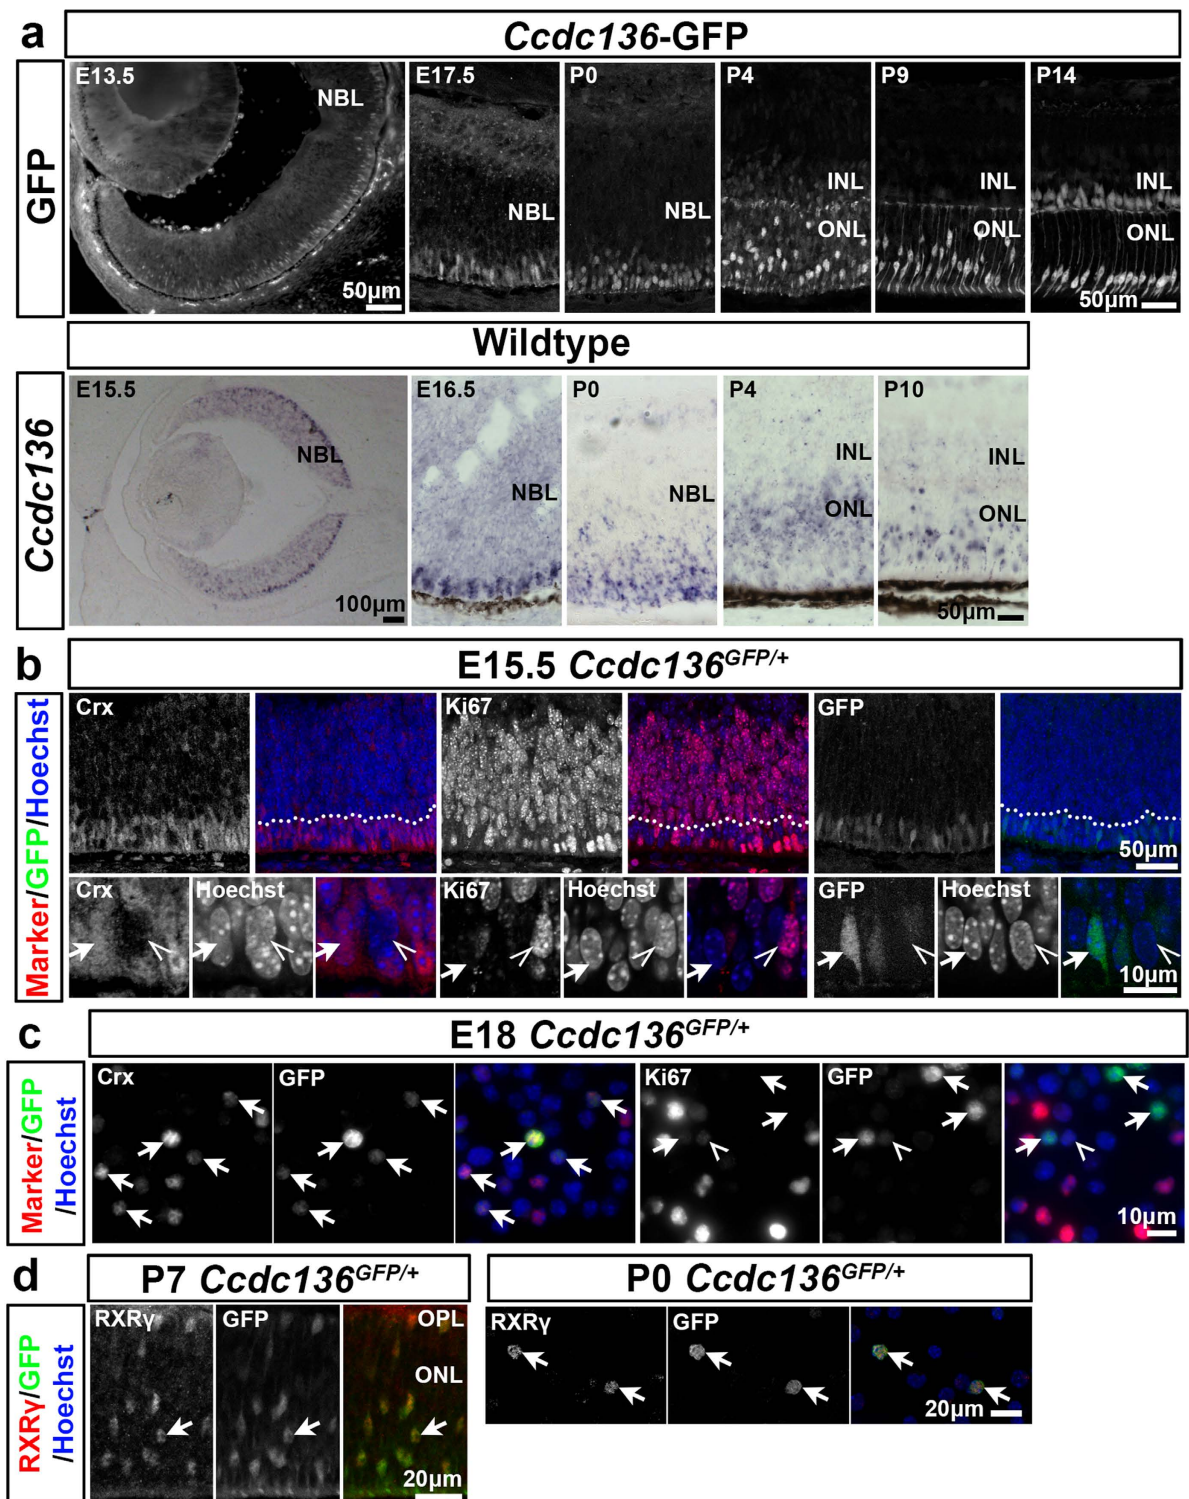 a
Ccdc136-GFP
GFP
E13.5
NBL
50µm
E17.5
NBL
P0
NBL
P4
INL
ONL
P9
INL
ONL
P14
INL
ONL
50µm
Wildtype
Ccdc136
E15.5
NBL
100µm
E16.5
NBL
P0
NBL
P4
INL
ONL
P10
INL
ONL
50µm
b
E15.5 Ccdc136GFP/+
Marker/GFP/Hoechst
Crx
Ki67
GFP
50µm
Crx
Hoechst
Ki67
Hoechst
GFP
Hoechst
10µm
c
E18 Ccdc136GFP/+
Marker/GFP
/Hoechst
Crx
GFP
Ki67
GFP
10µm
d
P7 Ccdc136GFP/+
RXRγ/GFP
/Hoechst
RXRγ
GFP
OPL
ONL
20µm
P0 Ccdc136GFP/+
RXRγ
GFP
20µm